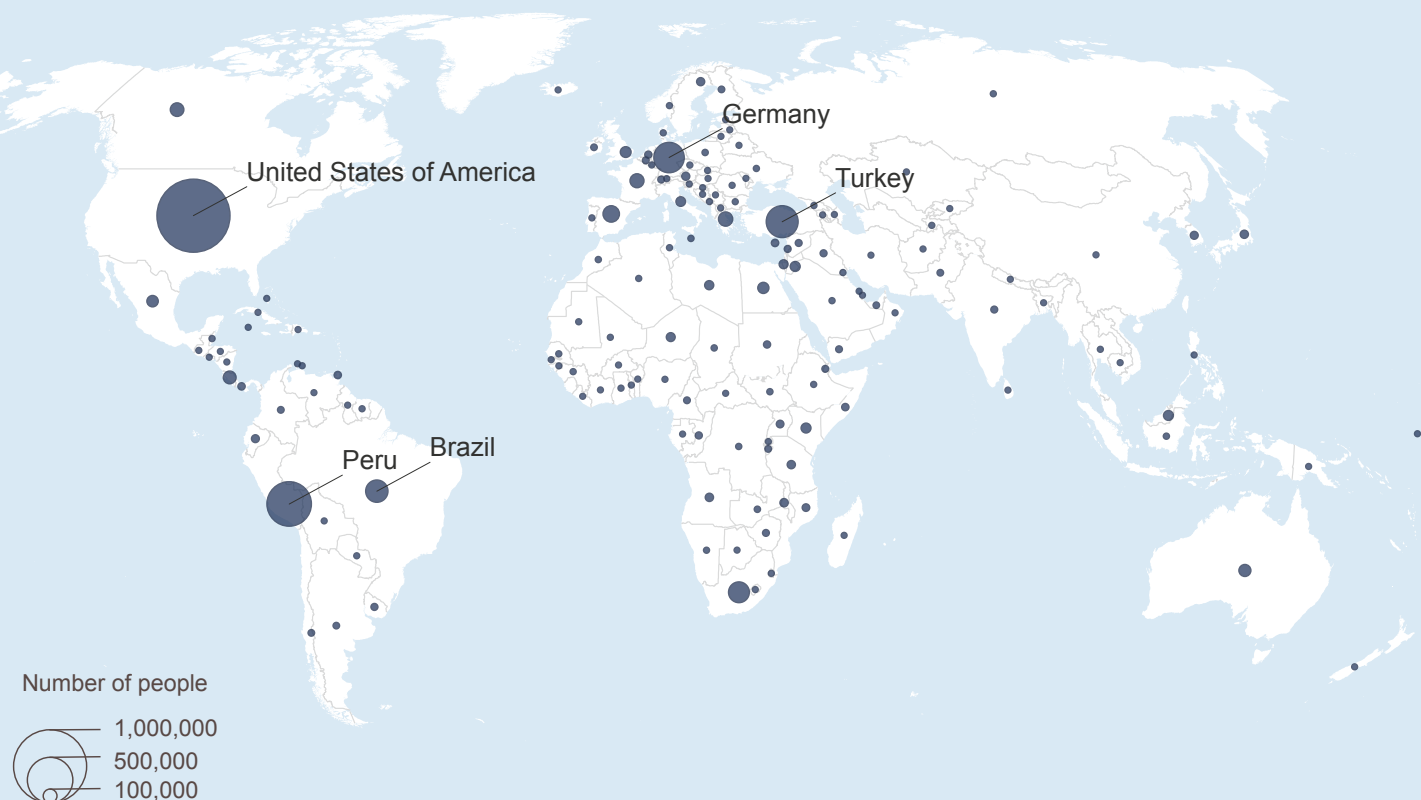 Germany
United States of America
Turkey
Brazil
Peru
Number of people
1,000,000
500,000
100,000